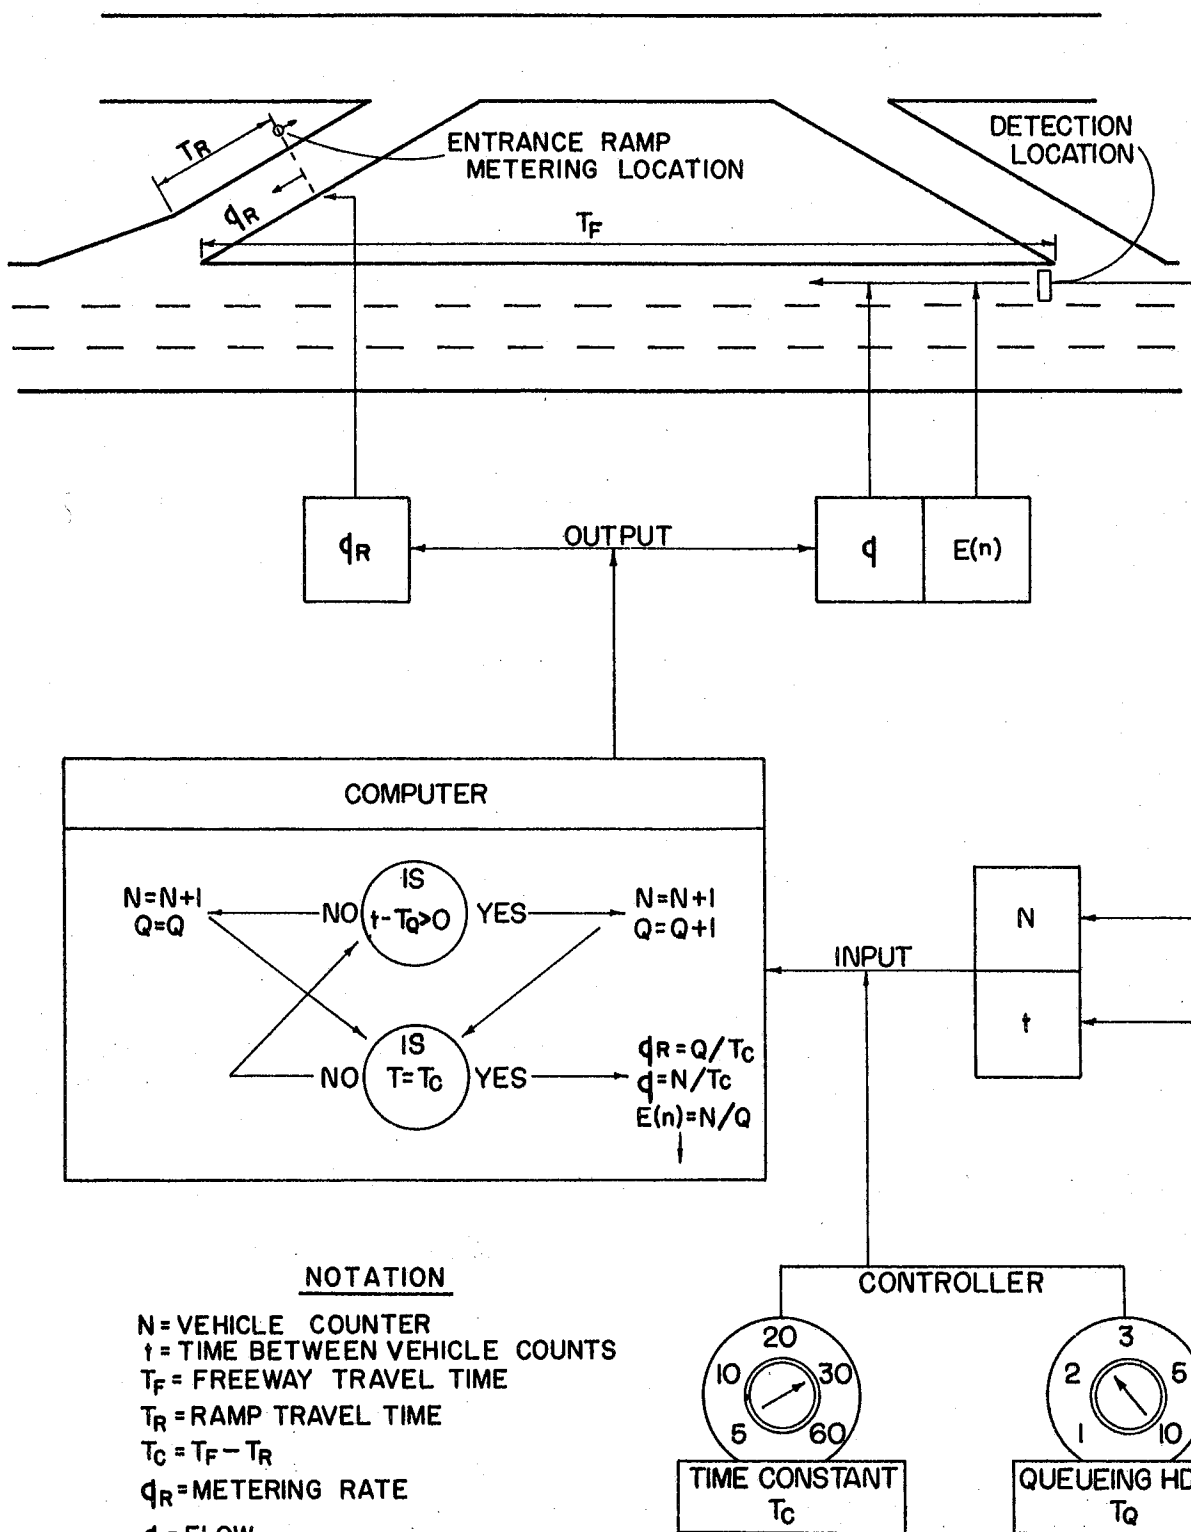 DETECTION
LOCATION
ENTRANCE RAMP
METERING LOCATION
TR
qR
TF
qR
OUTPUT
q
E(n)
COMPUTER
IS
t-TQ>0
NO
YES
N=N+1
Q=Q
N=N+1
Q=Q+1
INPUT
N
t
IS
T=TC
NO
YES
qR=Q/TC
q=N/TC
E(n)=N/Q
NOTATION
N=VEHICLE COUNTER
t=TIME BETWEEN VEHICLE COUNTS
TF=FREEWAY TRAVEL TIME
TR=RAMP TRAVEL TIME
TC=TF-TR
qR=METERING RATE
q=FLOW
CONTROLLER
5
10
20
30
60
TIME CONSTANT
TC
1
2
3
5
10
QUEUEING HD
TQ